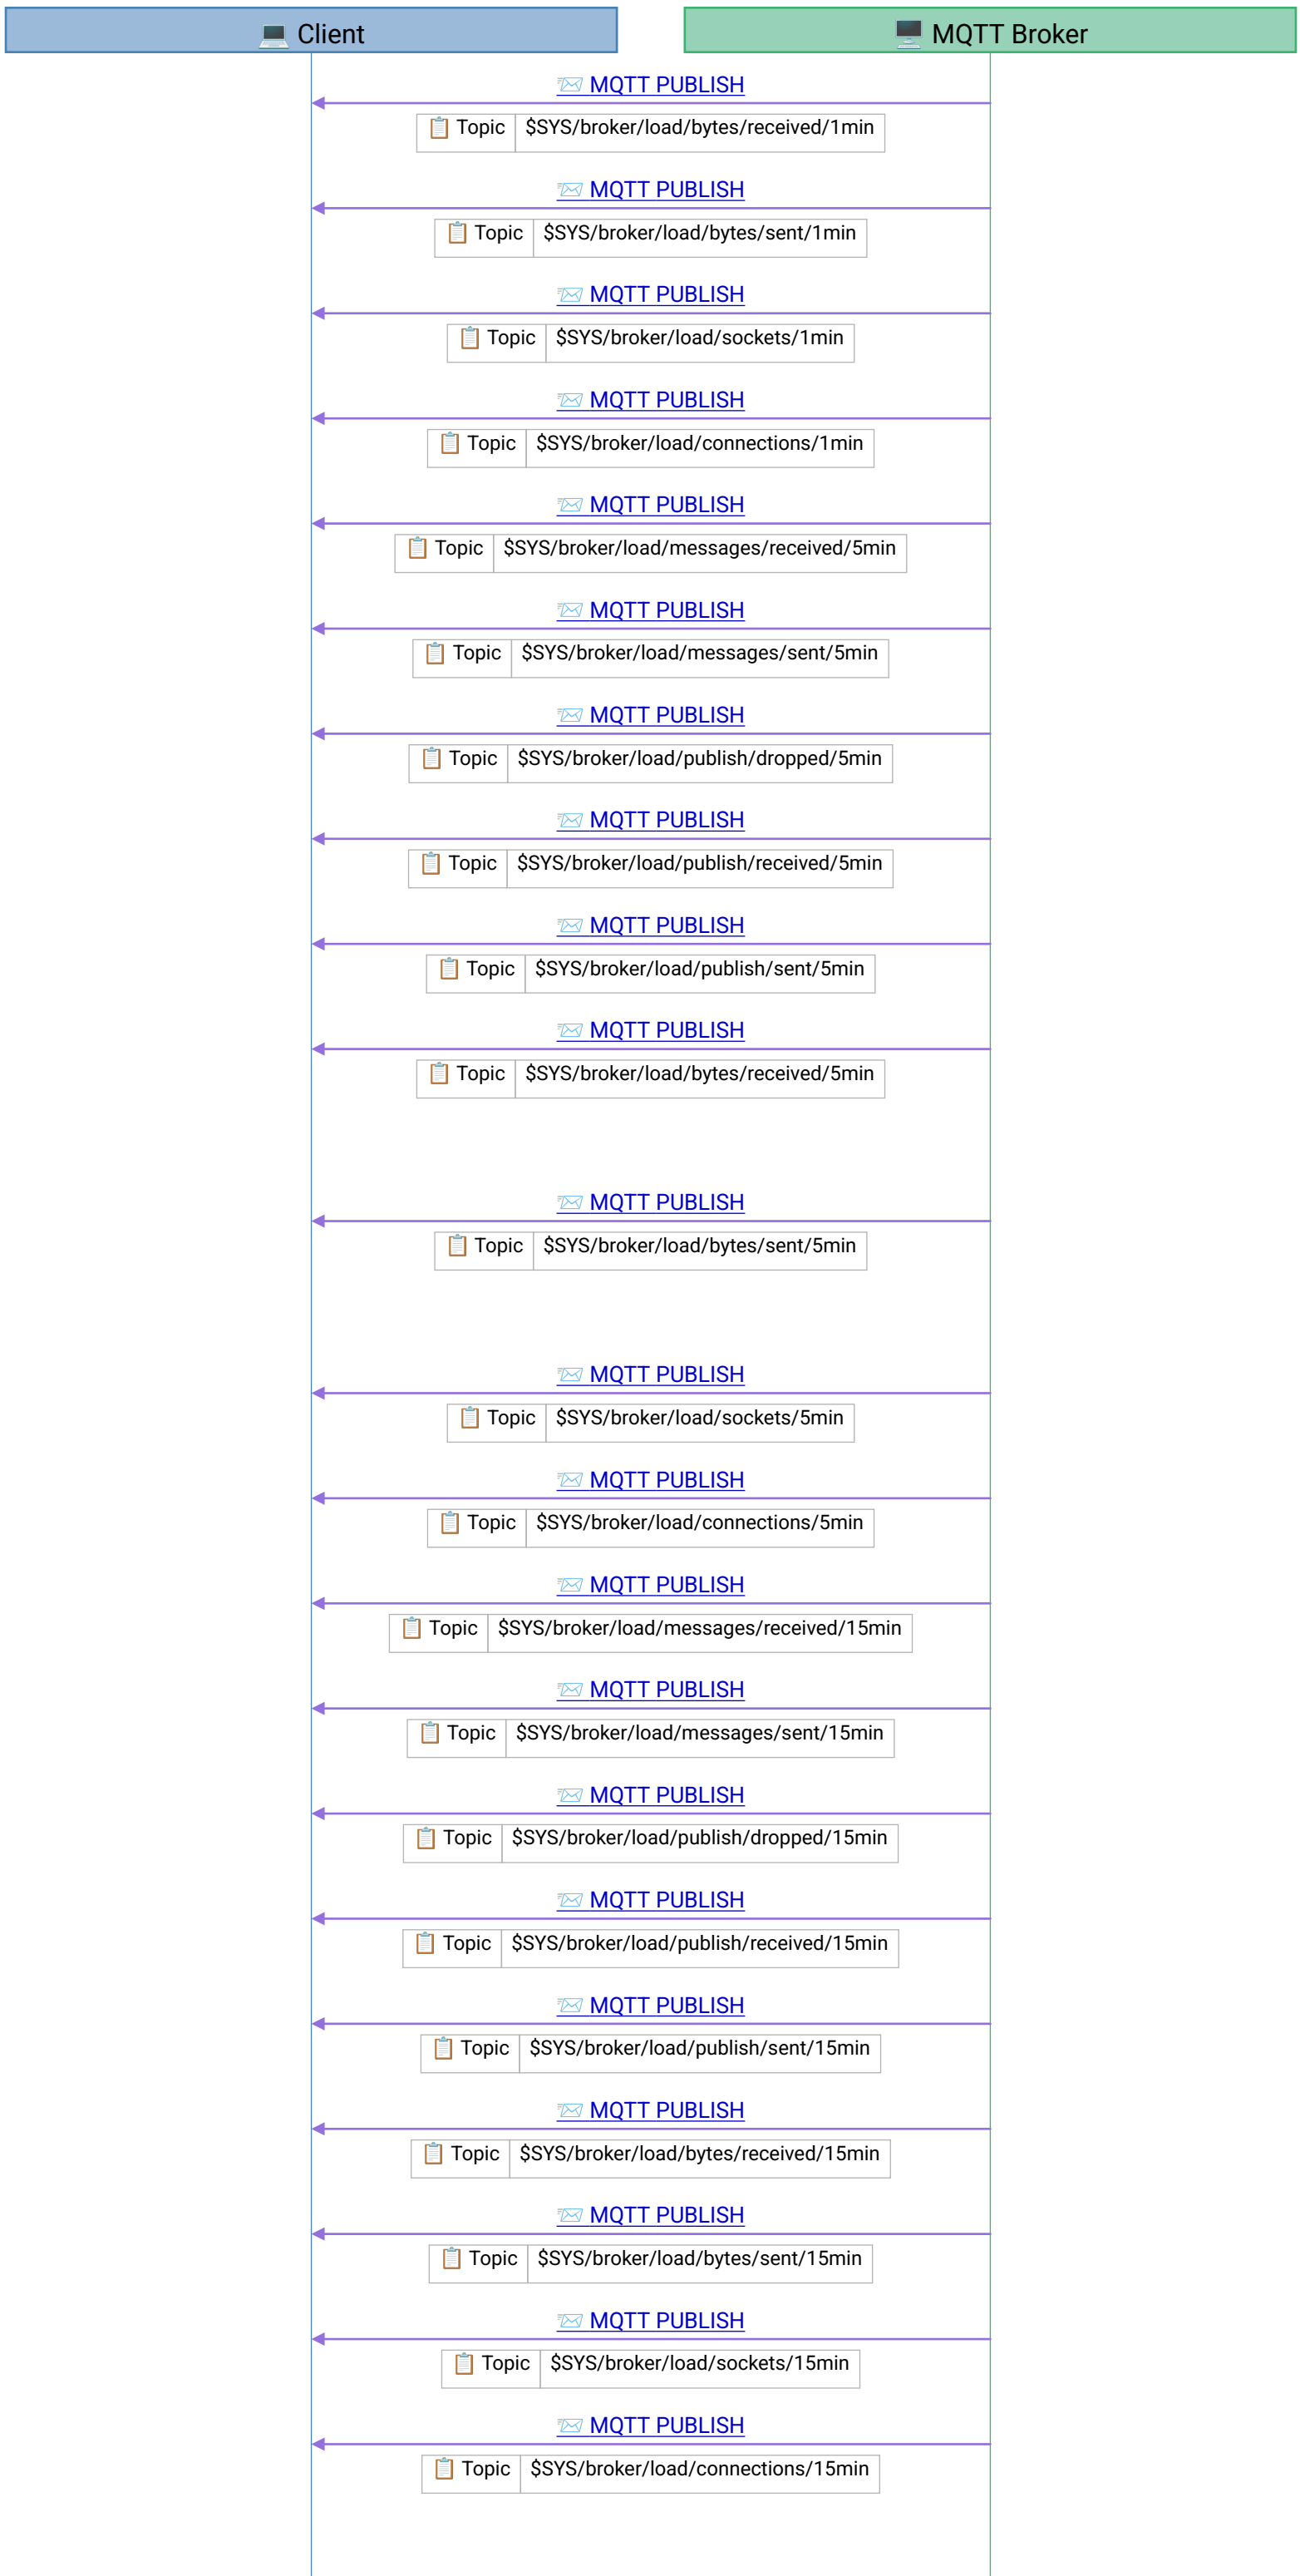 Client
MQTT Broker
MQTT PUBLISH
Topic $SYS/broker/load/bytes/received/1min
MQTT PUBLISH
Topic $SYS/broker/load/bytes/sent/1min
MQTT PUBLISH
Topic $SYS/broker/load/sockets/1min
MQTT PUBLISH
Topic $SYS/broker/load/connections/1min
MQTT PUBLISH
Topic $SYS/broker/load/messages/received/5min
MQTT PUBLISH
Topic $SYS/broker/load/messages/sent/5min
MQTT PUBLISH
Topic $SYS/broker/load/publish/dropped/5min
MQTT PUBLISH
Topic $SYS/broker/load/publish/received/5min
MQTT PUBLISH
Topic $SYS/broker/load/publish/sent/5min
MQTT PUBLISH
Topic $SYS/broker/load/bytes/received/5min
MQTT PUBLISH
Topic $SYS/broker/load/bytes/sent/5min
MQTT PUBLISH
Topic $SYS/broker/load/sockets/5min
MQTT PUBLISH
Topic $SYS/broker/load/connections/5min
MQTT PUBLISH
Topic $SYS/broker/load/messages/received/15min
MQTT PUBLISH
Topic $SYS/broker/load/messages/sent/15min
MQTT PUBLISH
Topic $SYS/broker/load/publish/dropped/15min
MQTT PUBLISH
Topic $SYS/broker/load/publish/received/15min
MQTT PUBLISH
Topic $SYS/broker/load/publish/sent/15min
MQTT PUBLISH
Topic $SYS/broker/load/bytes/received/15min
MQTT PUBLISH
Topic $SYS/broker/load/bytes/sent/15min
MQTT PUBLISH
Topic $SYS/broker/load/sockets/15min
MQTT PUBLISH
Topic $SYS/broker/load/connections/15min